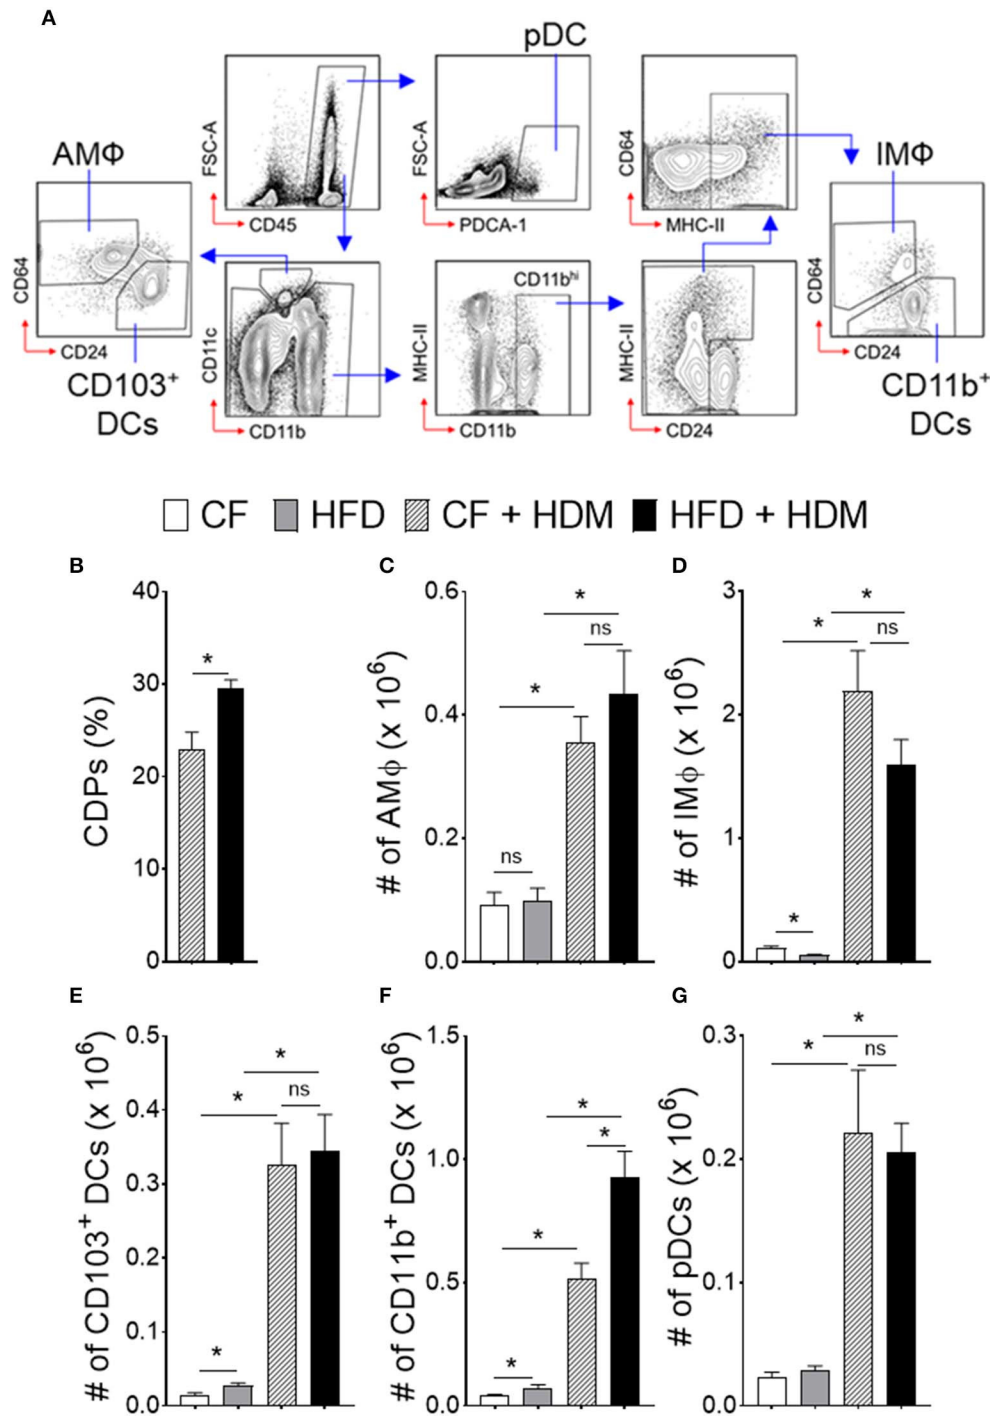 A
pDC
AMΦ
IMΦ
FSC-A
CD45
FSC-A
PDCA-1
CD64
MHC-II
CD64
CD24
CD103⁺
DCs
CD11c
CD11b
MHC-II
CD11bʰⁱ
CD11b
MHC-II
CD24
CD64
CD24
CD11b⁺
DCs
CF HFD CF + HDM HFD + HDM
B
CDPs (%)
40
30
20
10
0
*
C
# of AMϕ (x 10⁶)
0.6
0.4
0.2
0.0
ns
*
ns
*
D
# of IMϕ (x 10⁶)
3
2
1
0
*
*
ns
*
E
# of CD103⁺ DCs (x 10⁶)
0.5
0.4
0.3
0.2
0.1
0.0
*
*
ns
*
F
# of CD11b⁺ DCs (x 10⁶)
1.5
1.0
0.5
0.0
*
*
*
*
G
# of pDCs (x 10⁶)
0.3
0.2
0.1
0.0
*
ns
*